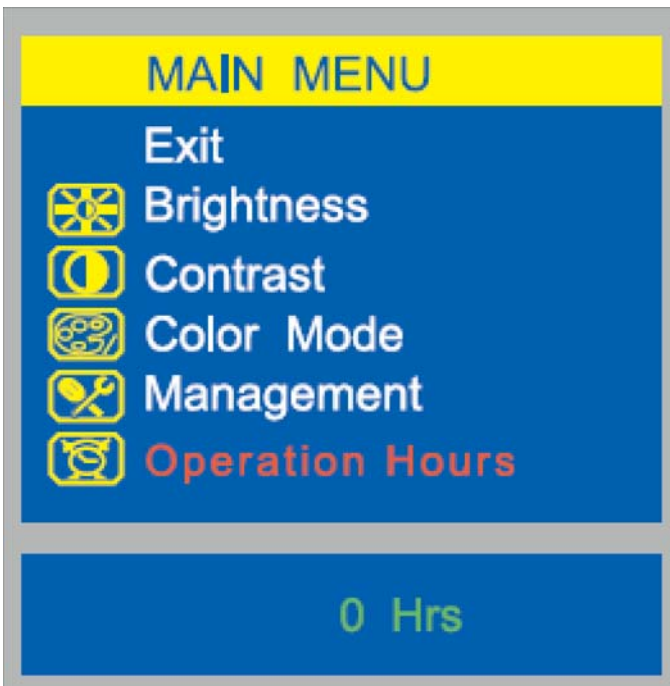 MAIN MENU
Exit
Brightness
Contrast
Color Mode
Management
Operation Hours
0 Hrs